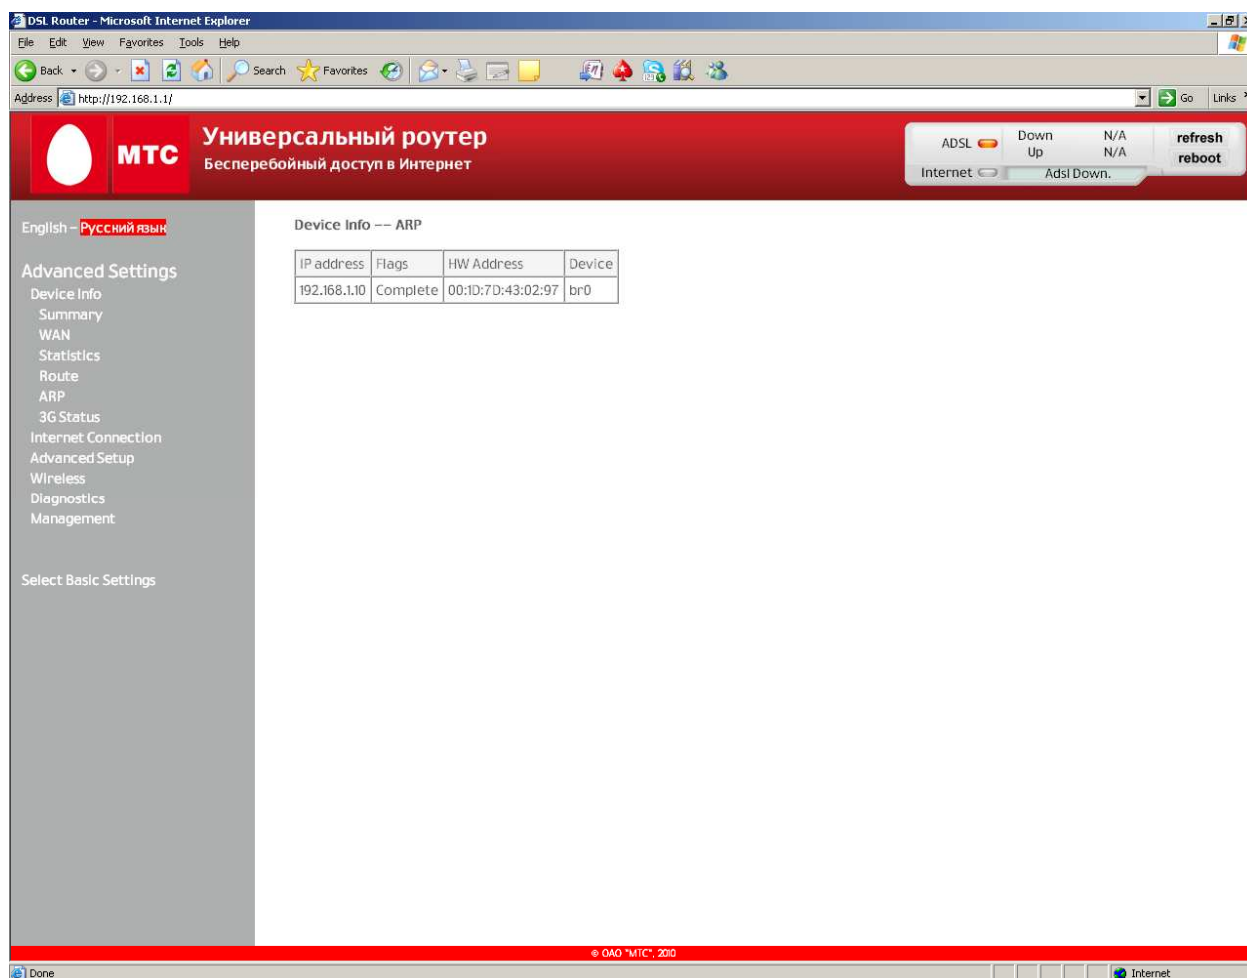 DSL Router - Microsoft Internet Explorer
File Edit View Favorites Tools Help
Back Search Favorites
Address http://192.168.1.1/ Go Links
МТС
Универсальный роутер
Бесперебойный доступ в Интернет
ADSL Down N/A
Up N/A
Internet Adsl Down.
refresh
reboot
English – Русский язык
Advanced Settings
Device Info
Summary
WAN
Statistics
Route
ARP
3G Status
Internet Connection
Advanced Setup
Wireless
Diagnostics
Management
Select Basic Settings
Device Info -- ARP
IP address Flags HW Address Device
192.168.1.10 Complete 00:1D:7D:43:02:97 br0
© ОАО "МТС", 2010
Done Internet